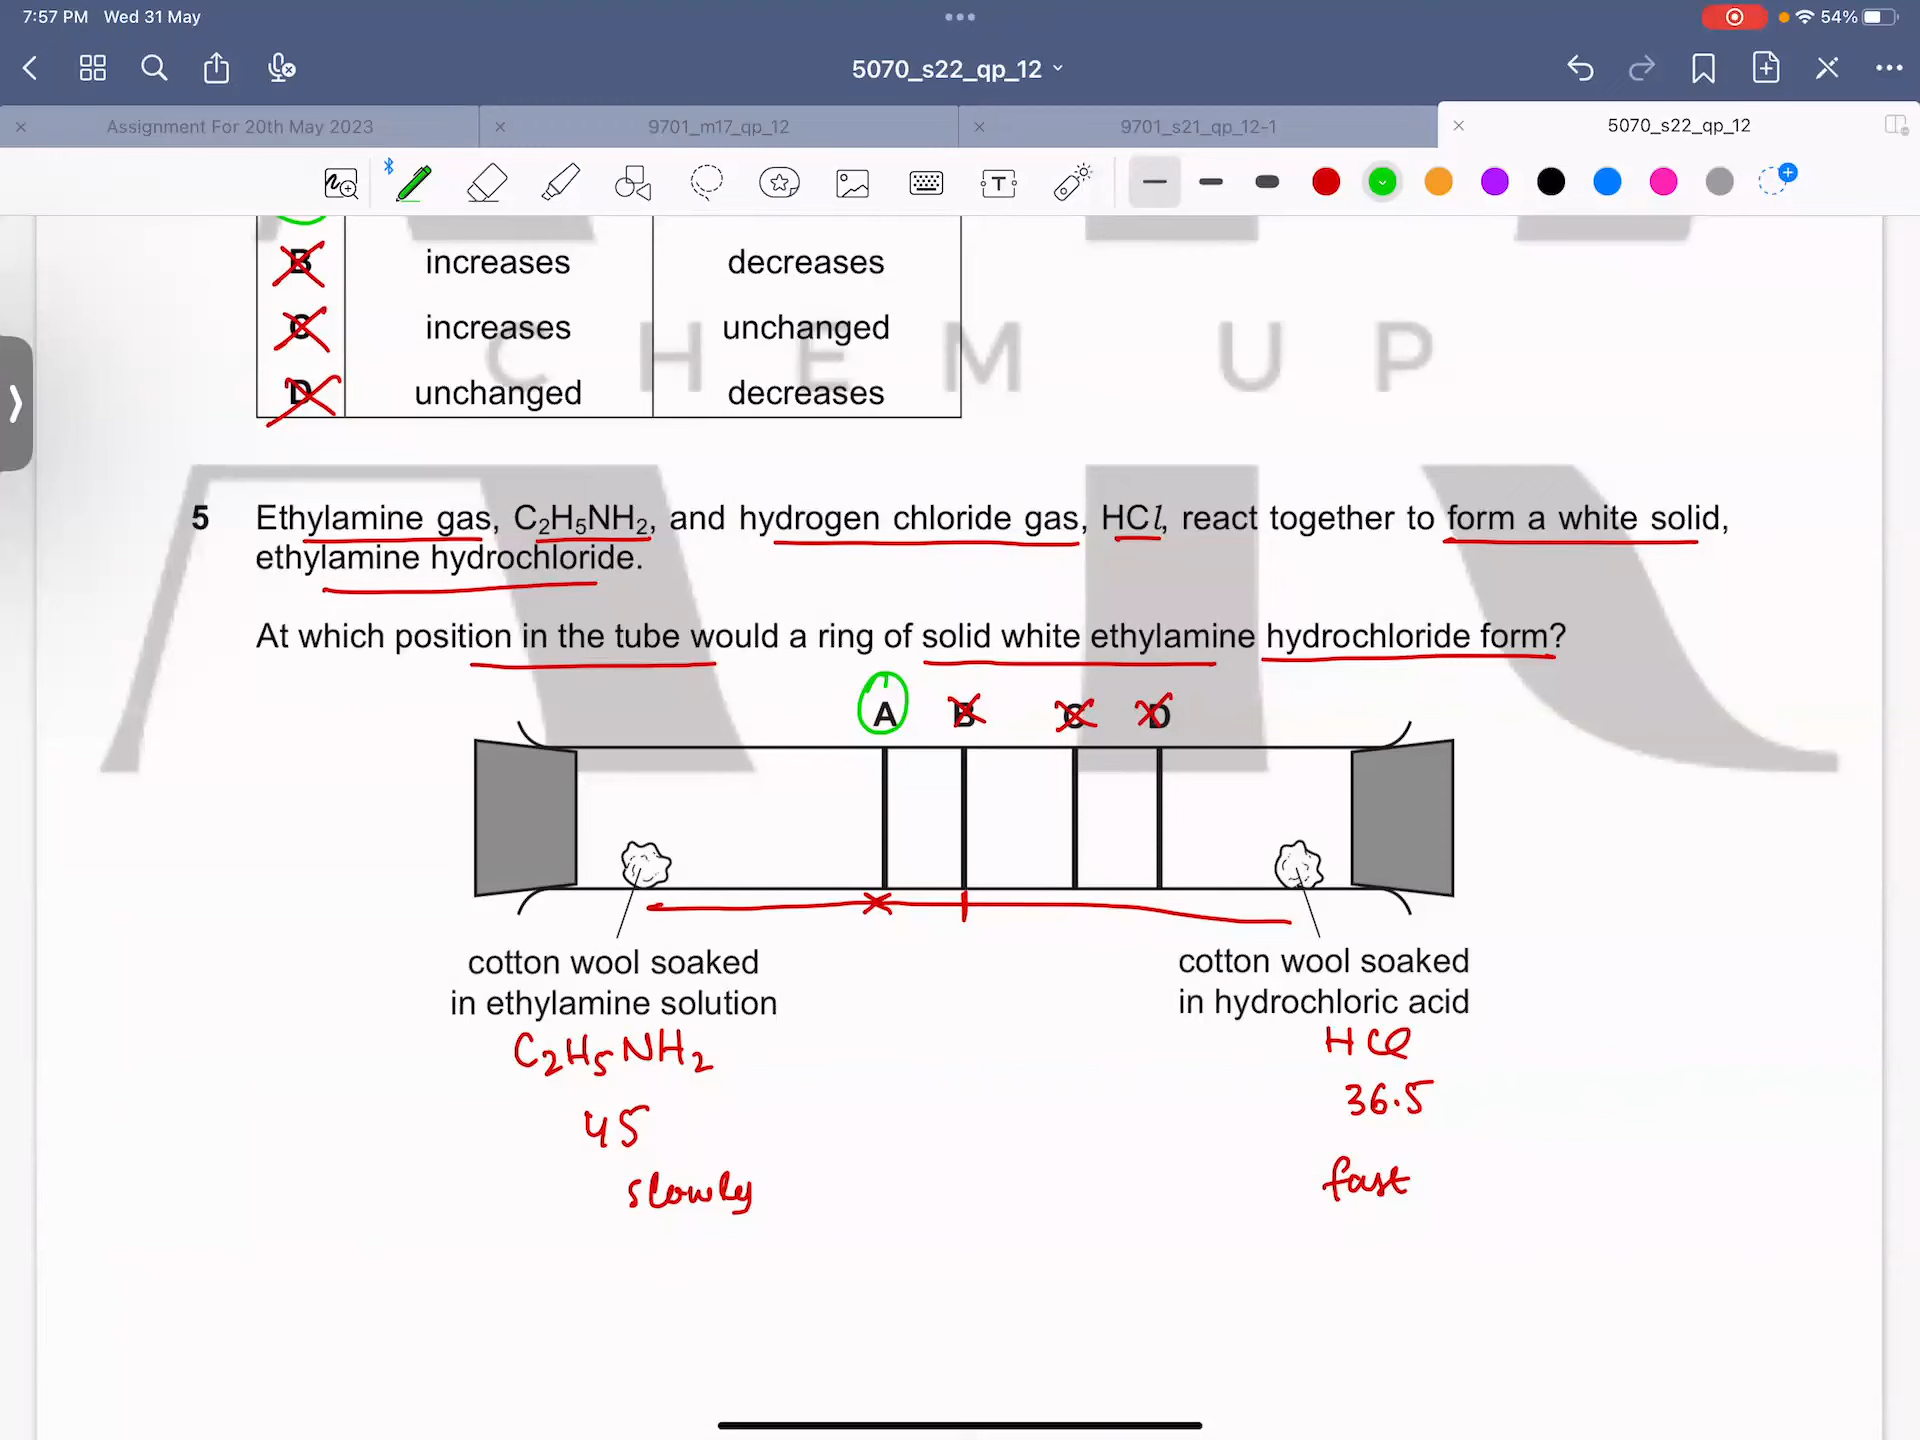 7:57 PM Wed 31 May
54%
5070_s22_qp_12
Assignment For 20th May 2023
9701_m17_qp_12
9701_s21_qp_12-1
5070_s22_qp_12
T
B increases decreases
C increases unchanged
D unchanged decreases
CHEM UP
5 Ethylamine gas, C₂H₅NH₂, and hydrogen chloride gas, HCl, react together to form a white solid,
ethylamine hydrochloride.
At which position in the tube would a ring of solid white ethylamine hydrochloride form?
A B C D
cotton wool soaked
in ethylamine solution
cotton wool soaked
in hydrochloric acid
C₂H₅NH₂
45
slowly
HCl
36.5
fast